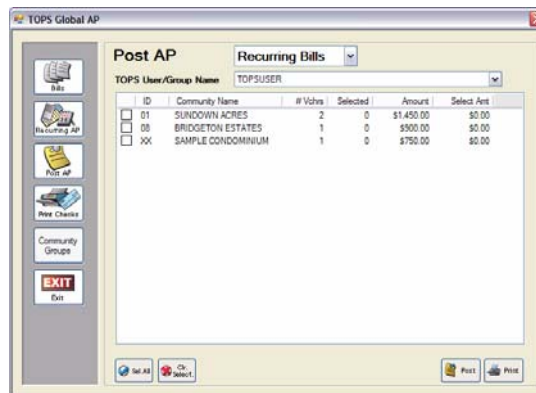 TOPS Global AP
Post AP Recurring Bills
TOPS User/Group Name TOPSUSER
ID Community Name # Vchrs Selected Amount Select Amt
01 SUNDOWN ACRES 2 0 $1,450.00 $0.00
08 BRIDGETON ESTATES 1 0 $900.00 $0.00
XX SAMPLE CONDOMINIUM 1 0 $750.00 $0.00
Bills
Recurring AP
Post AP
Print Checks
Community
Groups
EXIT
Exit
Sel. All
Clr.
Select.
Post
Print